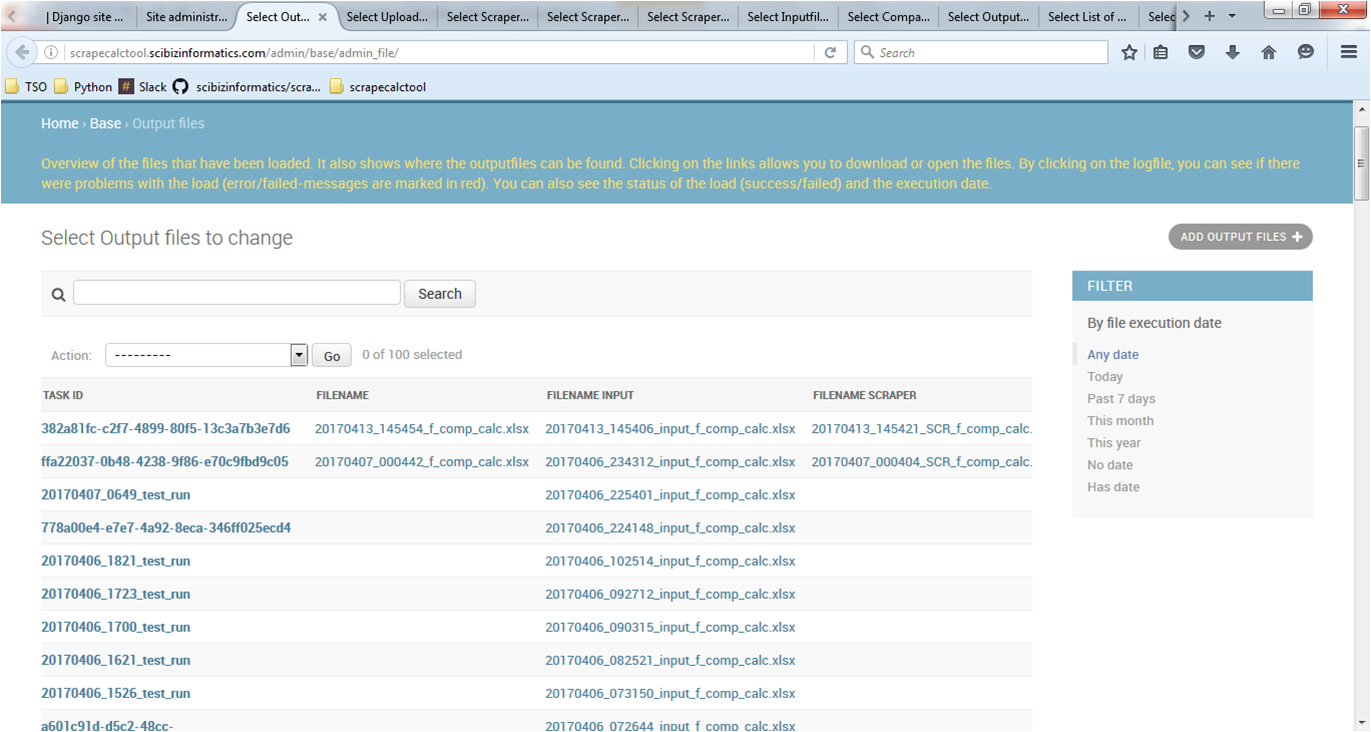 | Django site ... Site administr... Select Out... × Select Upload... Select Scraper... Select Scraper... Select Scraper... Select Inputfil... Select Compa... Select Output... Select List of ... Selec
scrapecalctool.scibizinformatics.com/admin/base/admin_file/ Search
TSO Python # Slack scibizinformatics/scra... scrapecalctool
Home › Base › Output files
Overview of the files that have been loaded. It also shows where the outputfiles can be found. Clicking on the links allows you to download or open the files. By clicking on the logfile, you can see if there
were problems with the load (error/failed-messages are marked in red). You can also see the status of the load (success/failed) and the execution date.
Select Output files to change
ADD OUTPUT FILES +
Search
Action: --------- Go 0 of 100 selected
TASK ID FILENAME FILENAME INPUT FILENAME SCRAPER
382a81fc-c2f7-4899-80f5-13c3a7b3e7d6 20170413_145454_f_comp_calc.xlsx 20170413_145406_input_f_comp_calc.xlsx 20170413_145421_SCR_f_comp_calc.
ffa22037-0b48-4238-9f86-e70c9fbd9c05 20170407_000442_f_comp_calc.xlsx 20170406_234312_input_f_comp_calc.xlsx 20170407_000404_SCR_f_comp_calc.
20170407_0649_test_run 20170406_225401_input_f_comp_calc.xlsx
778a00e4-e7e7-4a92-8eca-346ff025ecd4 20170406_224148_input_f_comp_calc.xlsx
20170406_1821_test_run 20170406_102514_input_f_comp_calc.xlsx
20170406_1723_test_run 20170406_092712_input_f_comp_calc.xlsx
20170406_1700_test_run 20170406_090315_input_f_comp_calc.xlsx
20170406_1621_test_run 20170406_082521_input_f_comp_calc.xlsx
20170406_1526_test_run 20170406_073150_input_f_comp_calc.xlsx
a601c91d-d5c2-48cc- 20170406_072644_input_f_comp_calc.xlsx
FILTER
By file execution date
Any date
Today
Past 7 days
This month
This year
No date
Has date